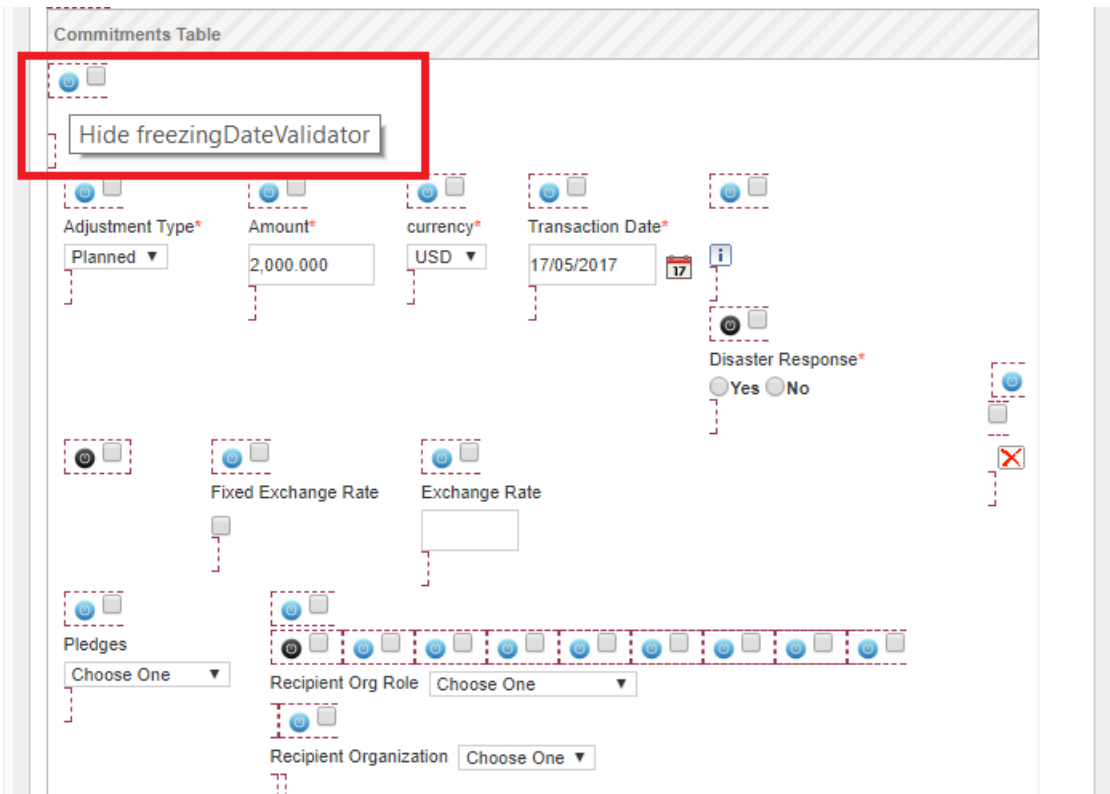 Commitments Table
Hide freezingDateValidator
Adjustment Type* Amount* currency* Transaction Date*
Planned 2,000.000 USD 17/05/2017 17 i
Disaster Response*
Yes No
Fixed Exchange Rate Exchange Rate
Pledges
Choose One
Recipient Org Role Choose One
Recipient Organization Choose One